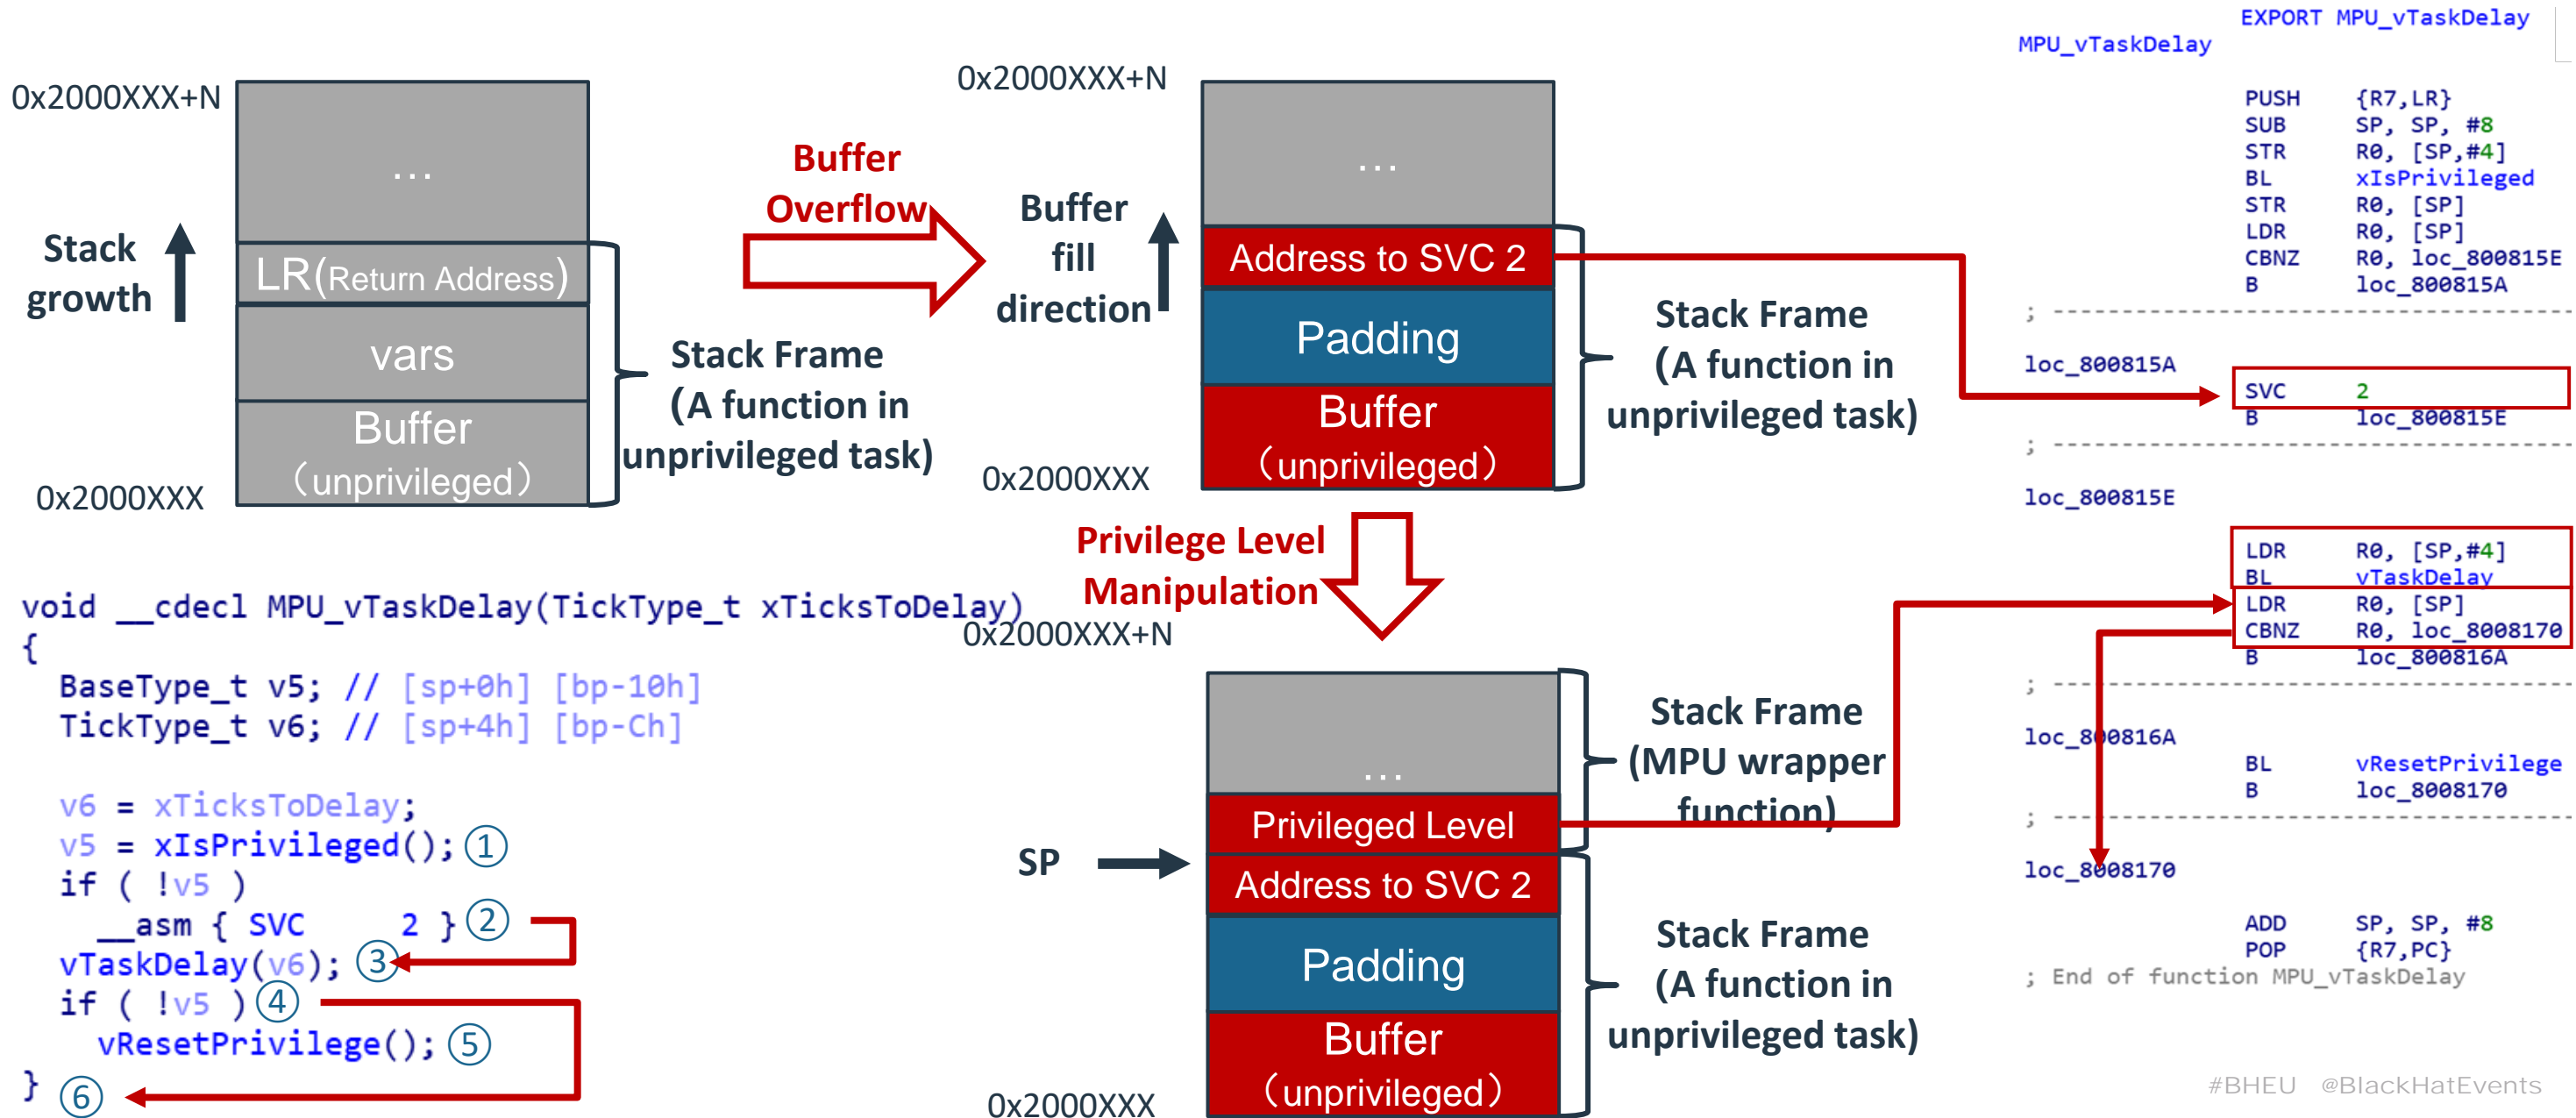 0x2000XXX+N
...
Stack
growth
LR(Return Address)
vars
Buffer
（unprivileged）
0x2000XXX
Stack Frame
(A function in
unprivileged task)
Buffer
Overflow
0x2000XXX+N
...
Buffer
fill
direction
Address to SVC 2
Padding
Buffer
（unprivileged）
0x2000XXX
Stack Frame
(A function in
unprivileged task)
Privilege Level
Manipulation
0x2000XXX+N
...
Privileged Level
SP
Address to SVC 2
Padding
Buffer
（unprivileged）
0x2000XXX
Stack Frame
(MPU wrapper
function)
Stack Frame
(A function in
unprivileged task)
void __cdecl MPU_vTaskDelay(TickType_t xTicksToDelay)
{
BaseType_t v5; // [sp+0h] [bp-10h]
TickType_t v6; // [sp+4h] [bp-Ch]
v6 = xTicksToDelay;
v5 = xIsPrivileged(); ①
if ( !v5 )
__asm { SVC 2 } ②
vTaskDelay(v6); ③
if ( !v5 ) ④
vResetPrivilege(); ⑤
} ⑥
EXPORT MPU_vTaskDelay
MPU_vTaskDelay
PUSH {R7,LR}
SUB SP, SP, #8
STR R0, [SP,#4]
BL xIsPrivileged
STR R0, [SP]
LDR R0, [SP]
CBNZ R0, loc_800815E
B loc_800815A
; ---------------------------------------
loc_800815A
SVC 2
B loc_800815E
; ---------------------------------------
loc_800815E
LDR R0, [SP,#4]
BL vTaskDelay
LDR R0, [SP]
CBNZ R0, loc_8008170
B loc_800816A
; ---------------------------------------
loc_800816A
BL vResetPrivilege
B loc_8008170
; ---------------------------------------
loc_8008170
ADD SP, SP, #8
POP {R7,PC}
; End of function MPU_vTaskDelay
#BHEU @BlackHatEvents